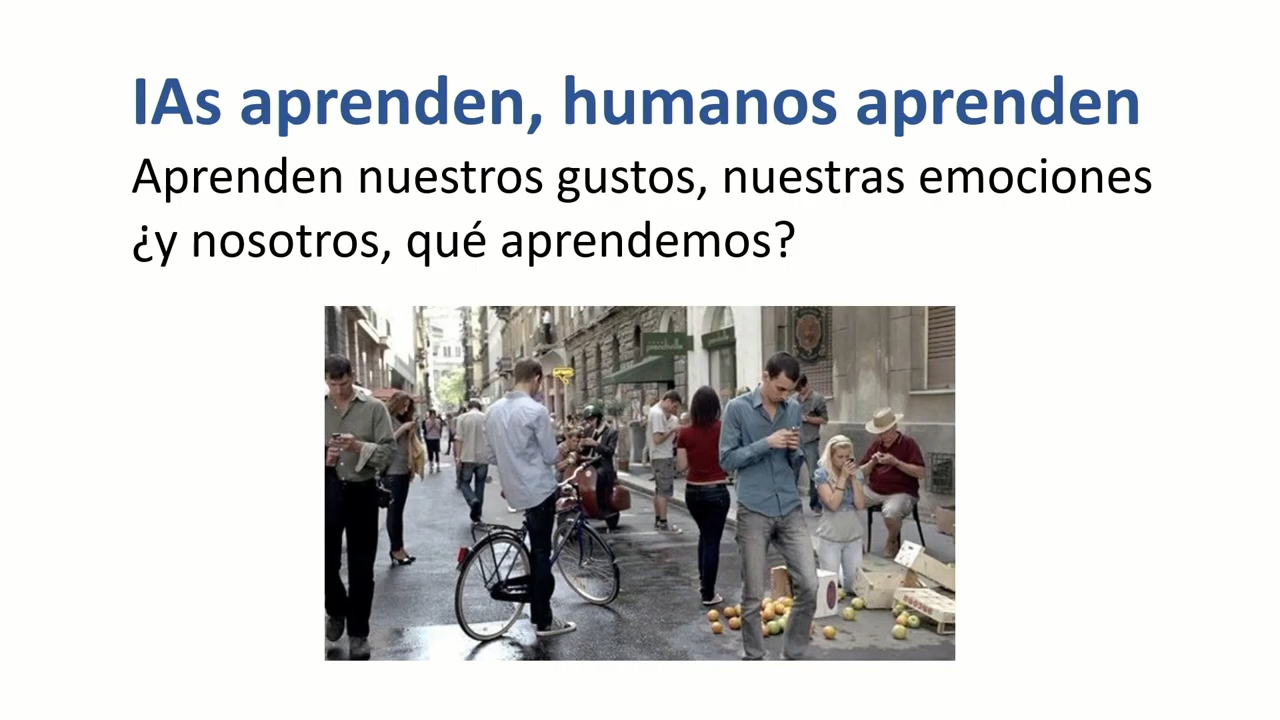 IAs aprenden, humanos aprenden
Aprenden nuestros gustos, nuestras emociones
¿y nosotros, qué aprendemos?